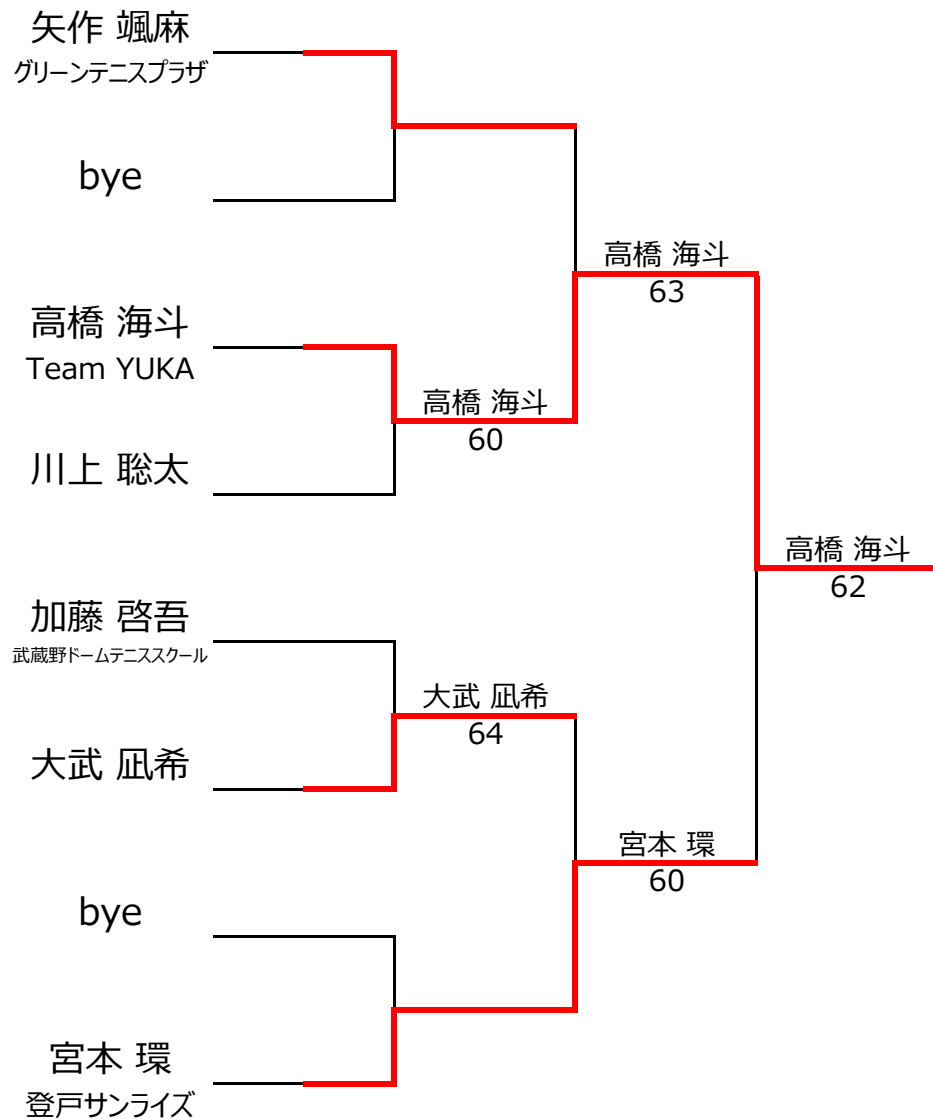 矢作 颯麻
グリーンテニスプラザ
bye
高橋 海斗
63
高橋 海斗
Team YUKA
高橋 海斗
60
川上 聡太
高橋 海斗
62
加藤 啓吾
武蔵野ドームテニススクール
大武 凪希
64
大武 凪希
宮本 環
60
bye
宮本 環
登戸サンライズ